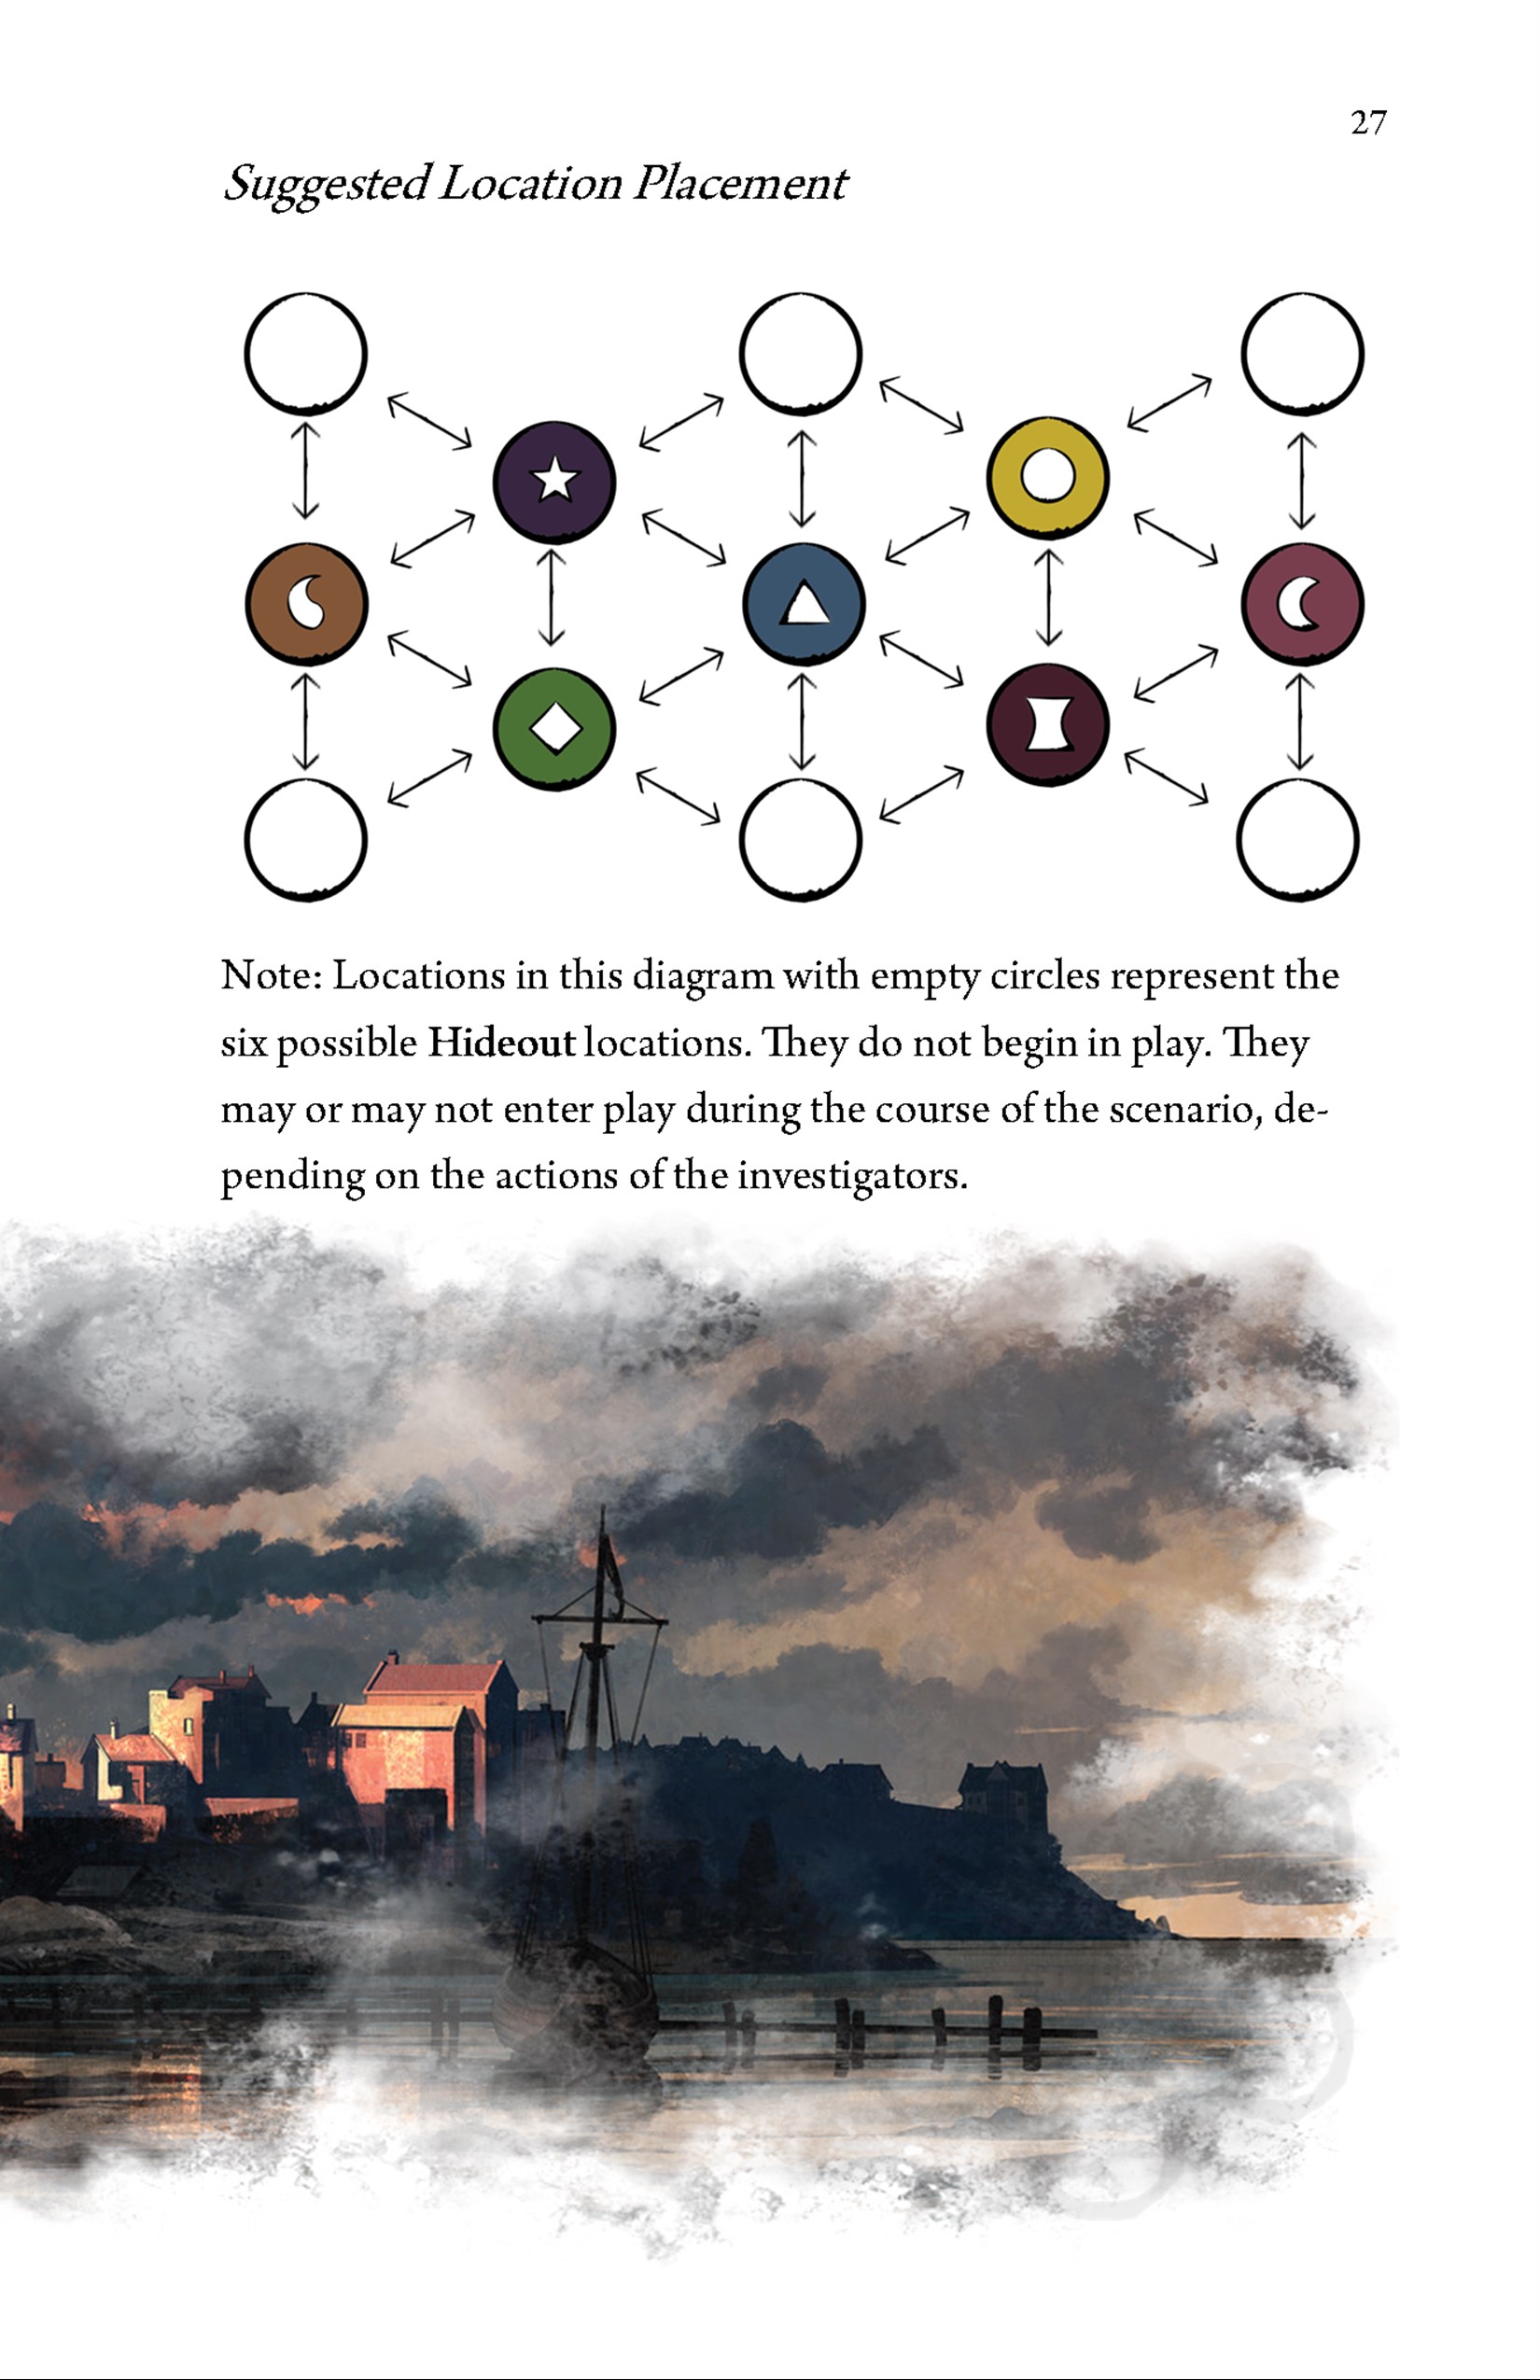 27
Suggested Location Placement
Note: Locations in this diagram with empty circles represent the
six possible Hideout locations. They do not begin in play. They
may or may not enter play during the course of the scenario, de-
pending on the actions of the investigators.